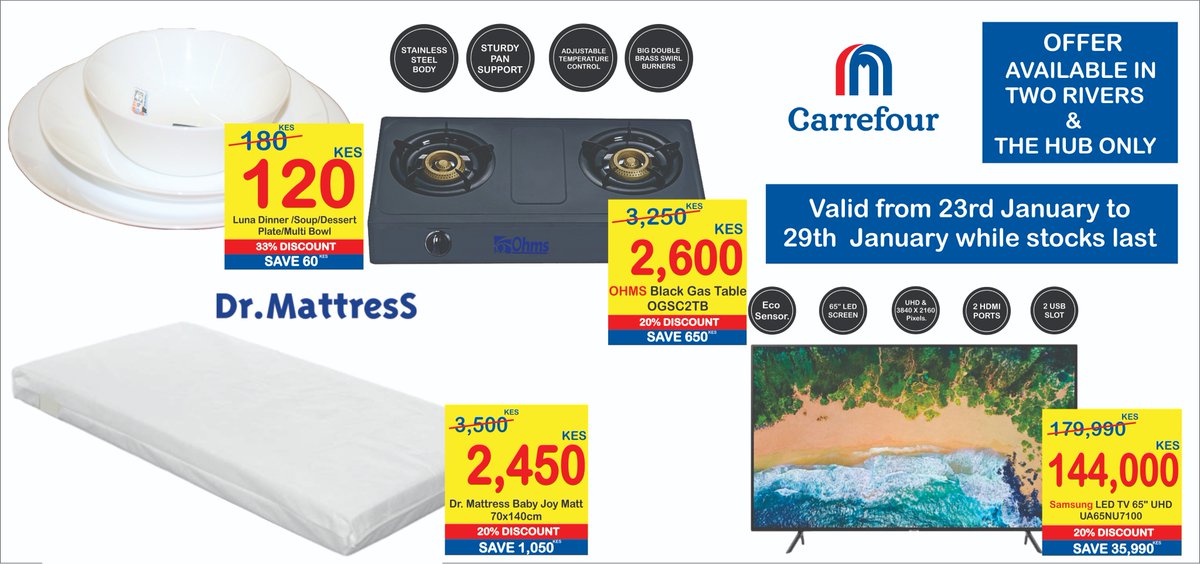 STAINLESS
STEEL
BODY
STURDY
PAN
SUPPORT
ADJUSTABLE
TEMPERATURE
CONTROL
BIG DOUBLE
BRASS SWIRL
BURNERS
Carrefour
OFFER
AVAILABLE IN
TWO RIVERS
&
THE HUB ONLY
180 KES
KES
120
Luna Dinner /Soup/Dessert
Plate/Multi Bowl
33% DISCOUNT
SAVE 60 KES
Ohms
3,250 KES
KES
2,600
OHMS Black Gas Table
OGSC2TB
20% DISCOUNT
SAVE 650 KES
Valid from 23rd January to
29th January while stocks last
Dr.MattresS
3,500 KES
KES
2,450
Dr. Mattress Baby Joy Matt
70x140cm
20% DISCOUNT
SAVE 1,050 KES
Eco
Sensor.
65" LED
SCREEN
UHD &
3840 X 2160
Pixels.
2 HDMI
PORTS
2 USB
SLOT
179,990 KES
KES
144,000
Samsung LED TV 65" UHD
UA65NU7100
20% DISCOUNT
SAVE 35,990 KES